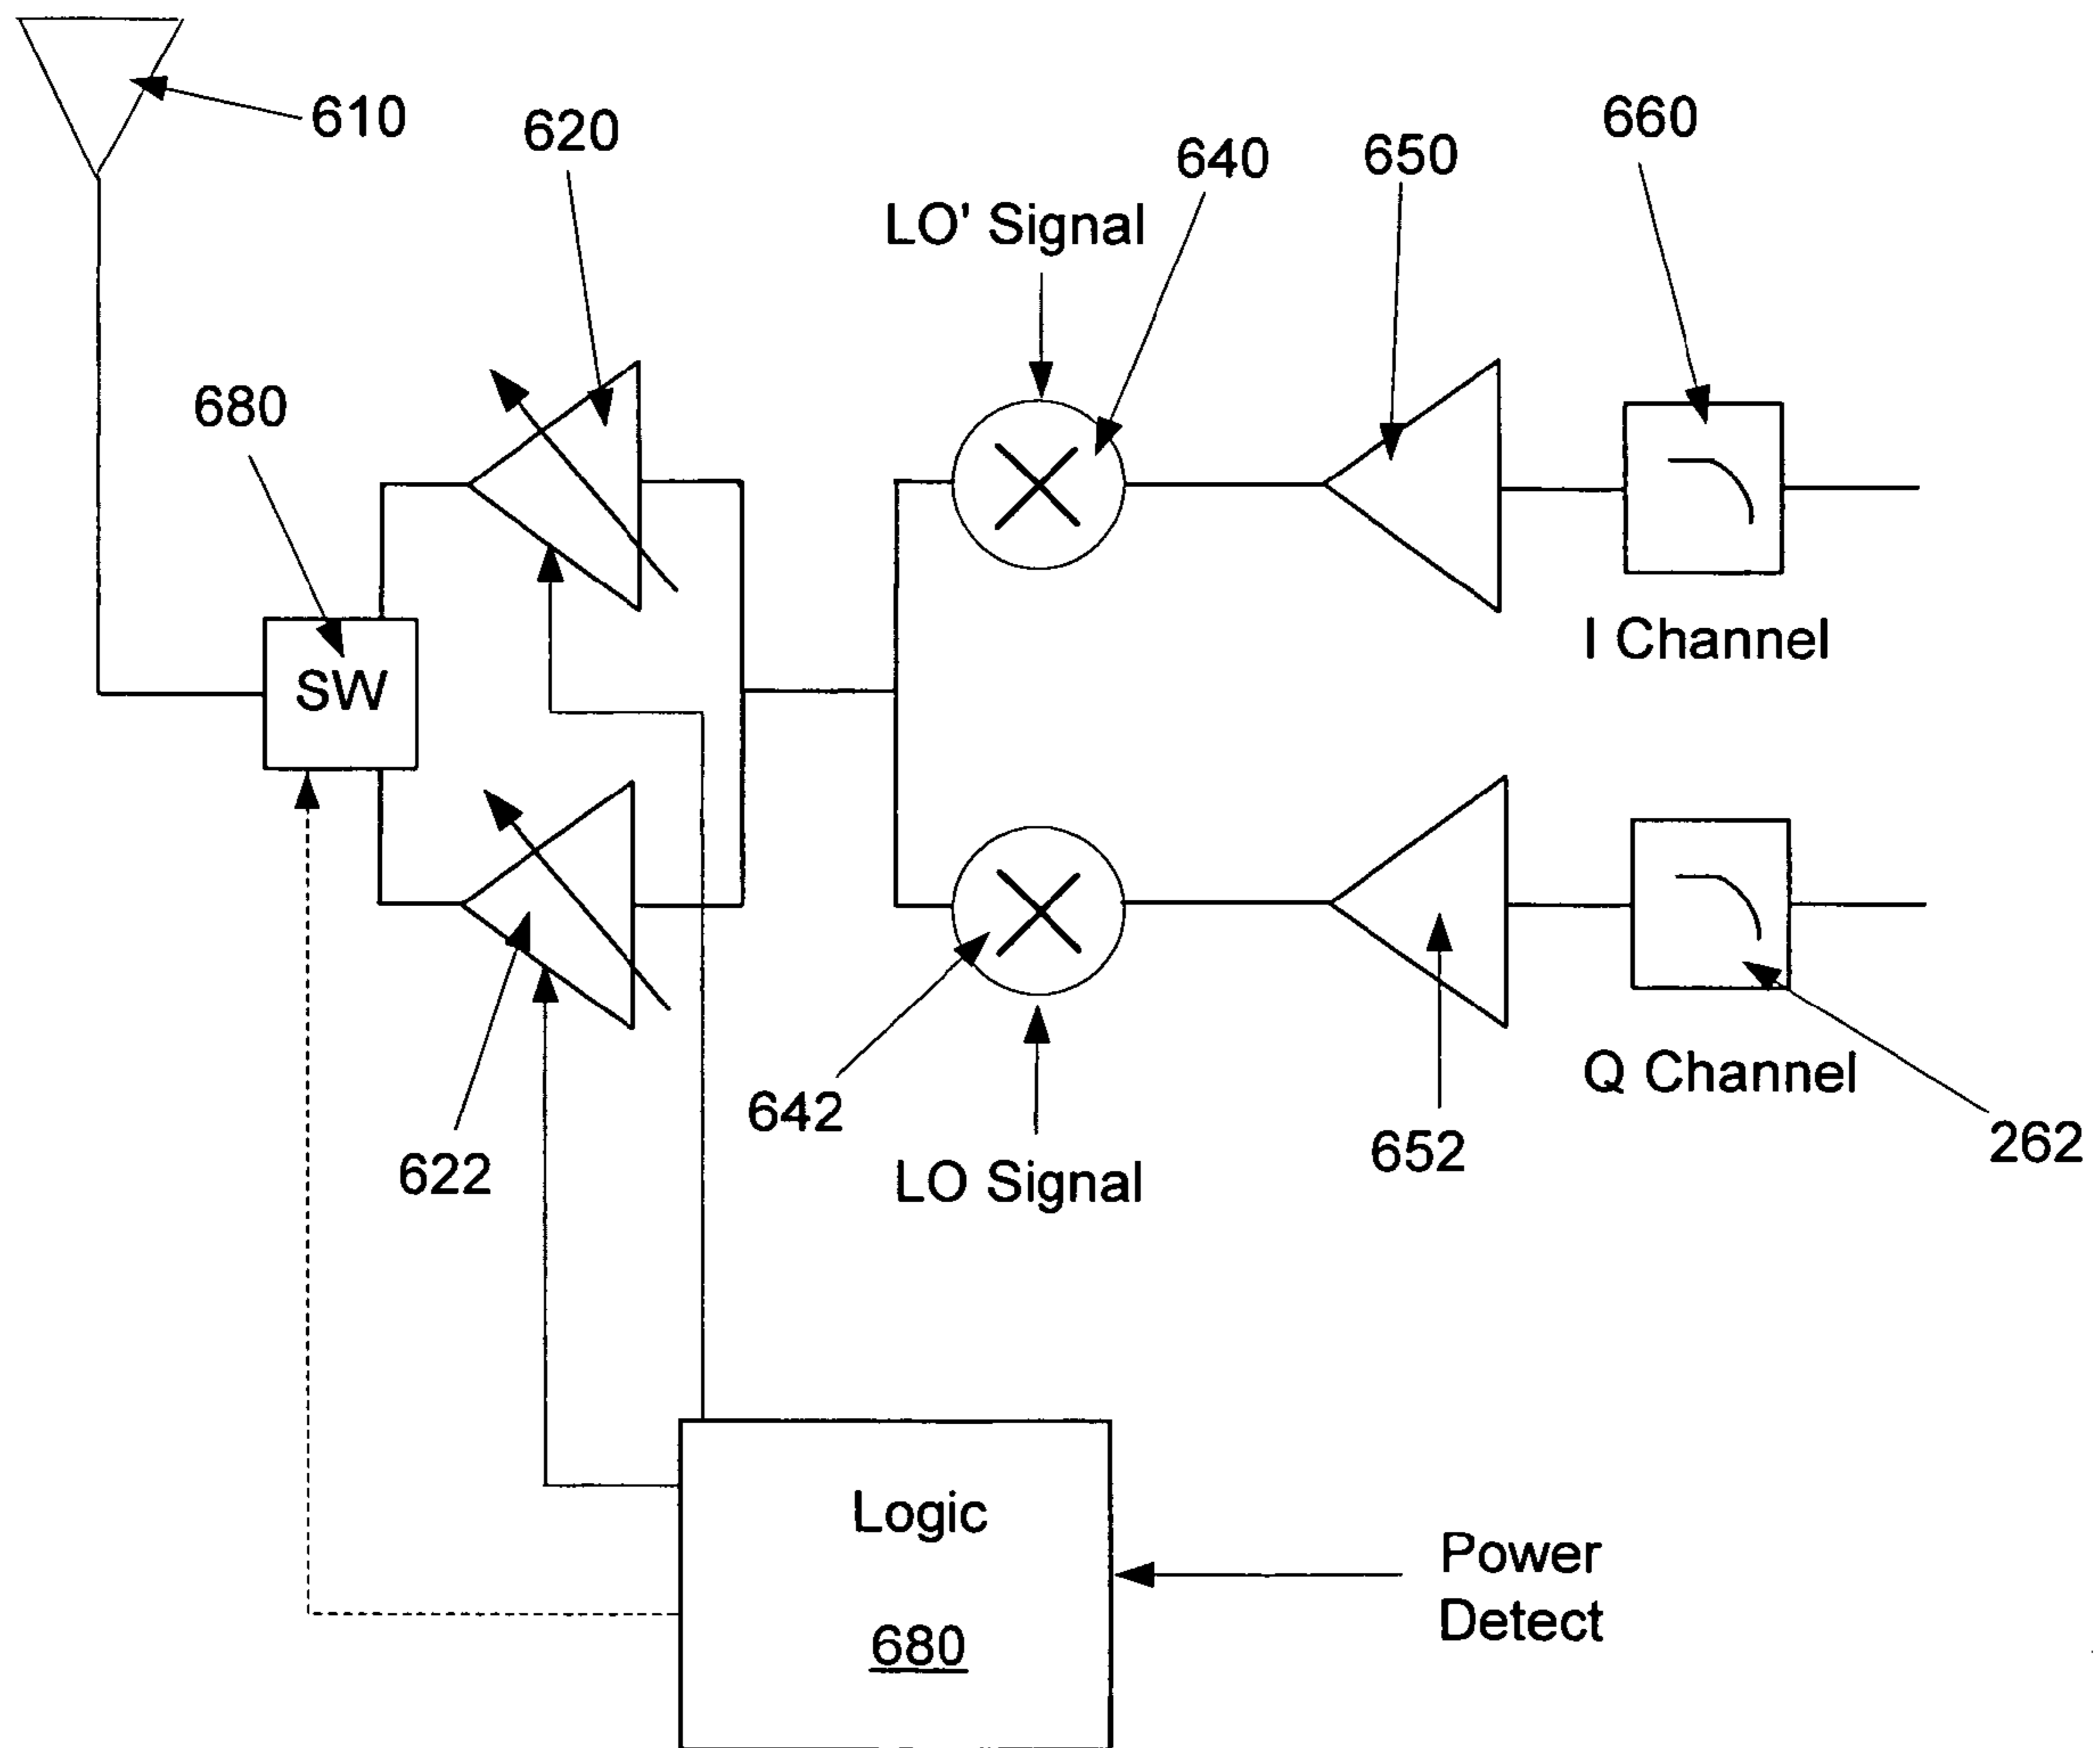 610
620
640
650
660
LO' Signal
680
SW
I Channel
642
LO Signal
652
Q Channel
262
622
Logic
680
Power
Detect